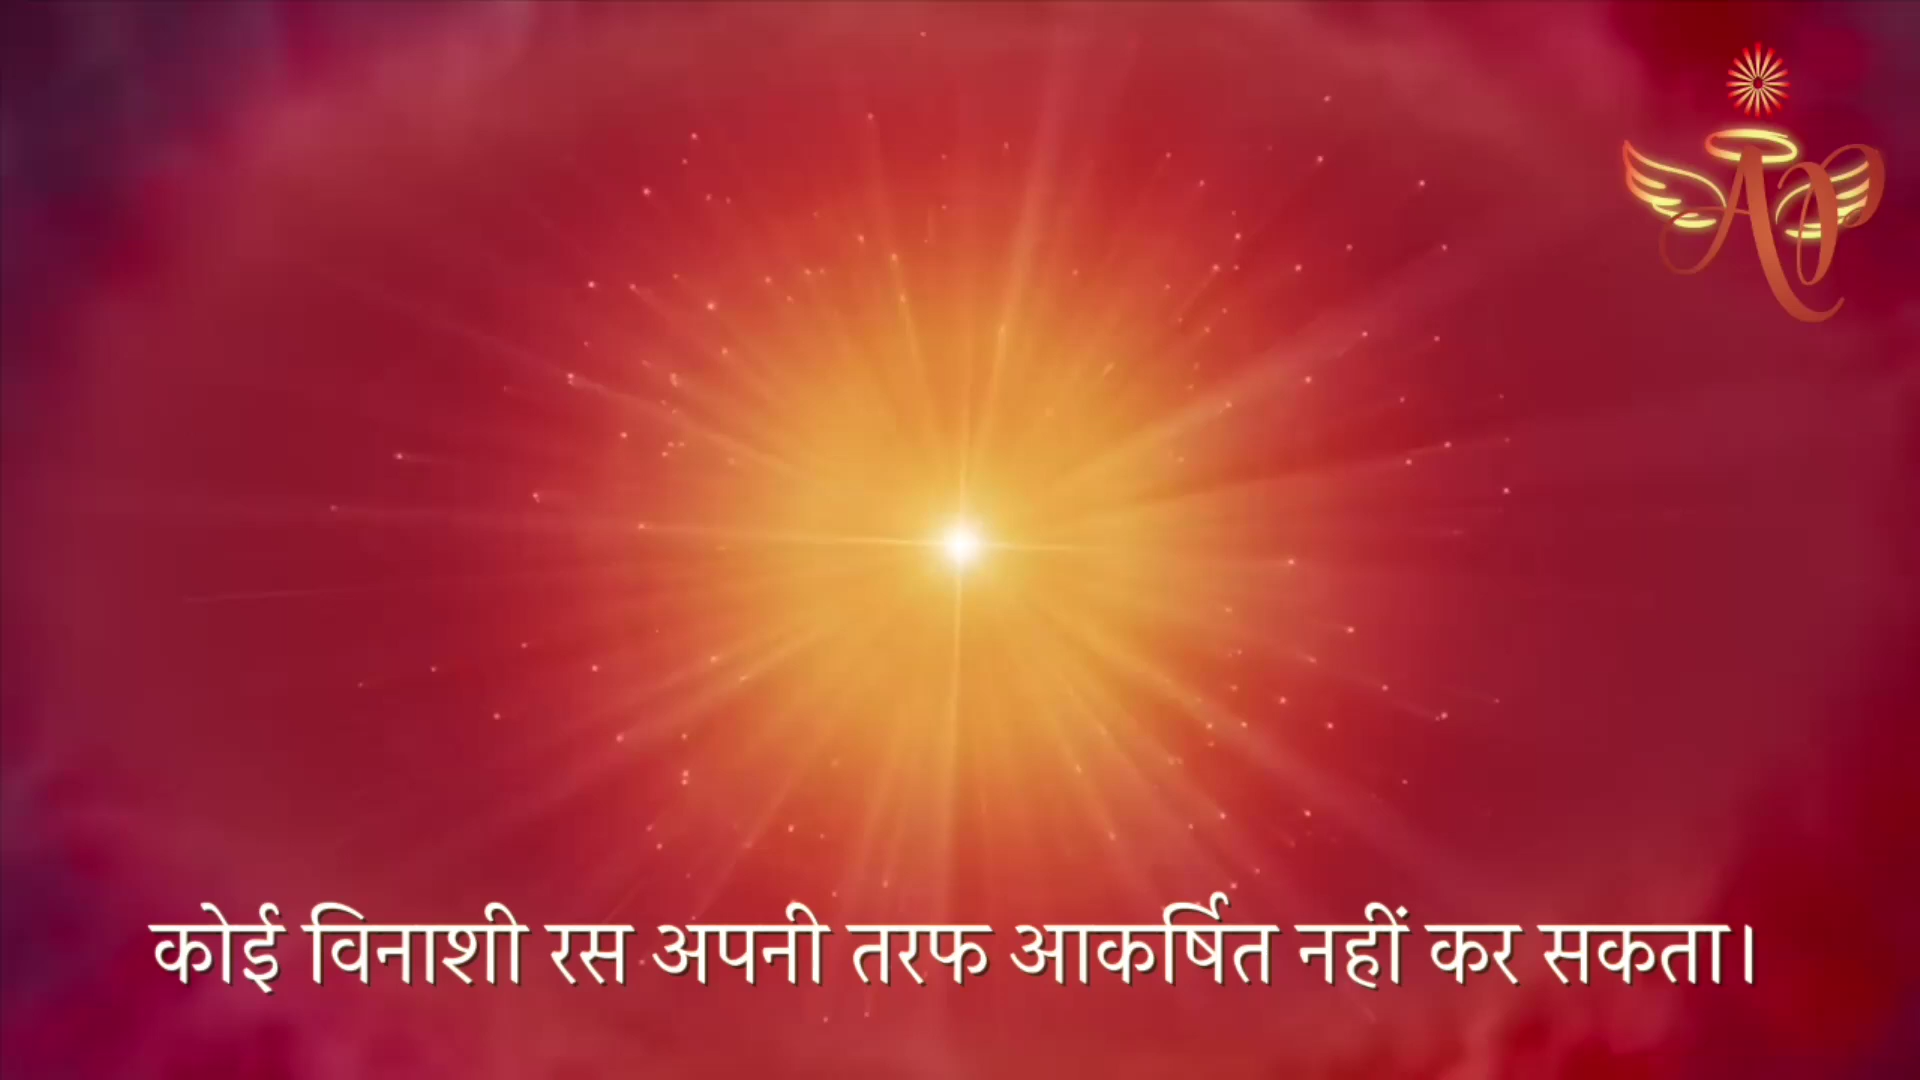 कोई विनाशी रस अपनी तरफ आकर्षित नहीं कर सकता।